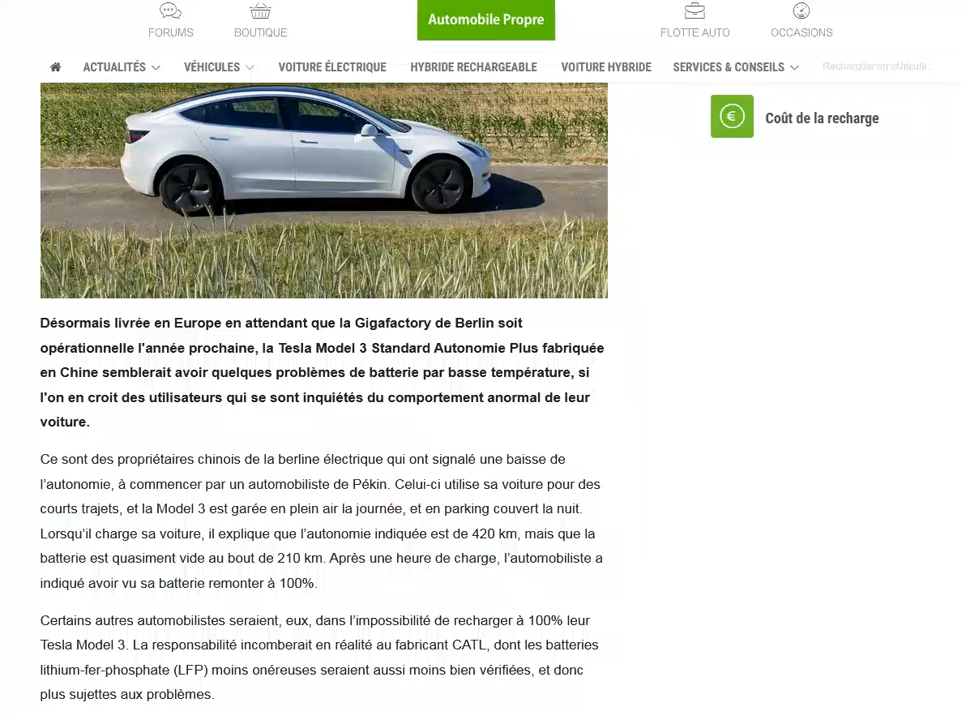 Automobile Propre
FORUMS
BOUTIQUE
FLOTTE AUTO
OCCASIONS
ACTUALITÉS
VÉHICULES
VOITURE ÉLECTRIQUE
HYBRIDE RECHARGEABLE
VOITURE HYBRIDE
SERVICES & CONSEILS
Rechercher un véhicule...
Coût de la recharge
Désormais livrée en Europe en attendant que la Gigafactory de Berlin soit
opérationnelle l'année prochaine, la Tesla Model 3 Standard Autonomie Plus fabriquée
en Chine semblerait avoir quelques problèmes de batterie par basse température, si
l'on en croit des utilisateurs qui se sont inquiétés du comportement anormal de leur
voiture.
Ce sont des propriétaires chinois de la berline électrique qui ont signalé une baisse de
l’autonomie, à commencer par un automobiliste de Pékin. Celui-ci utilise sa voiture pour des
courts trajets, et la Model 3 est garée en plein air la journée, et en parking couvert la nuit.
Lorsqu’il charge sa voiture, il explique que l’autonomie indiquée est de 420 km, mais que la
batterie est quasiment vide au bout de 210 km. Après une heure de charge, l’automobiliste a
indiqué avoir vu sa batterie remonter à 100%.
Certains autres automobilistes seraient, eux, dans l’impossibilité de recharger à 100% leur
Tesla Model 3. La responsabilité incomberait en réalité au fabricant CATL, dont les batteries
lithium-fer-phosphate (LFP) moins onéreuses seraient aussi moins bien vérifiées, et donc
plus sujettes aux problèmes.